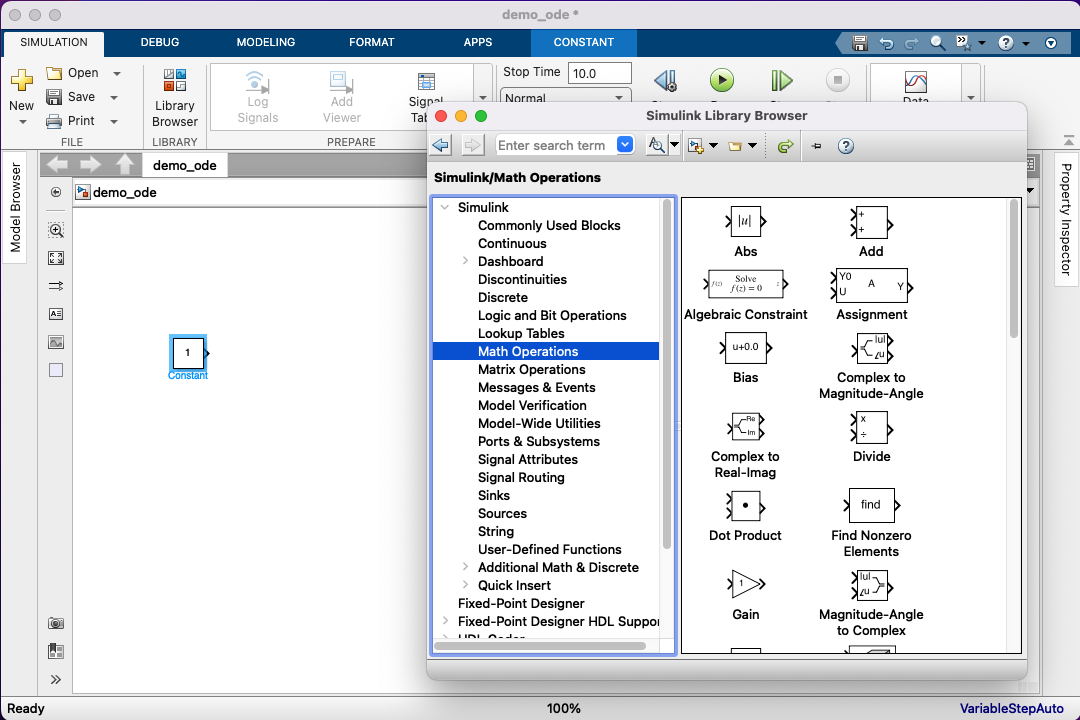 demo_ode *
SIMULATION DEBUG MODELING FORMAT APPS CONSTANT
New
Open
Save
Print
FILE
Library
Browser
LIBRARY
Log
Signals
Add
Viewer
Signal
PREPARE
Stop Time 10.0
Normal
Model Browser
demo_ode
demo_ode
Property Inspector
1
Constant
Simulink Library Browser
Enter search term
Simulink/Math Operations
Simulink
Commonly Used Blocks
Continuous
Dashboard
Discontinuities
Discrete
Logic and Bit Operations
Lookup Tables
Math Operations
Matrix Operations
Messages & Events
Model Verification
Model-Wide Utilities
Ports & Subsystems
Signal Attributes
Signal Routing
Sinks
Sources
String
User-Defined Functions
Additional Math & Discrete
Quick Insert
Fixed-Point Designer
Fixed-Point Designer HDL Suppor
HDL Coder
|u|
Abs
+
+
Add
Solve
f(z) f(z) = 0 z
Algebraic Constraint
Y0
U A Y
Assignment
u+0.0
Bias
|u|
∠u
Complex to
Magnitude-Angle
Re
Im
Complex to
Real-Imag
×
÷
Divide
Dot Product
find
Find Nonzero
Elements
1
Gain
|u|
∠u
Magnitude-Angle
to Complex
Ready 100% VariableStepAuto